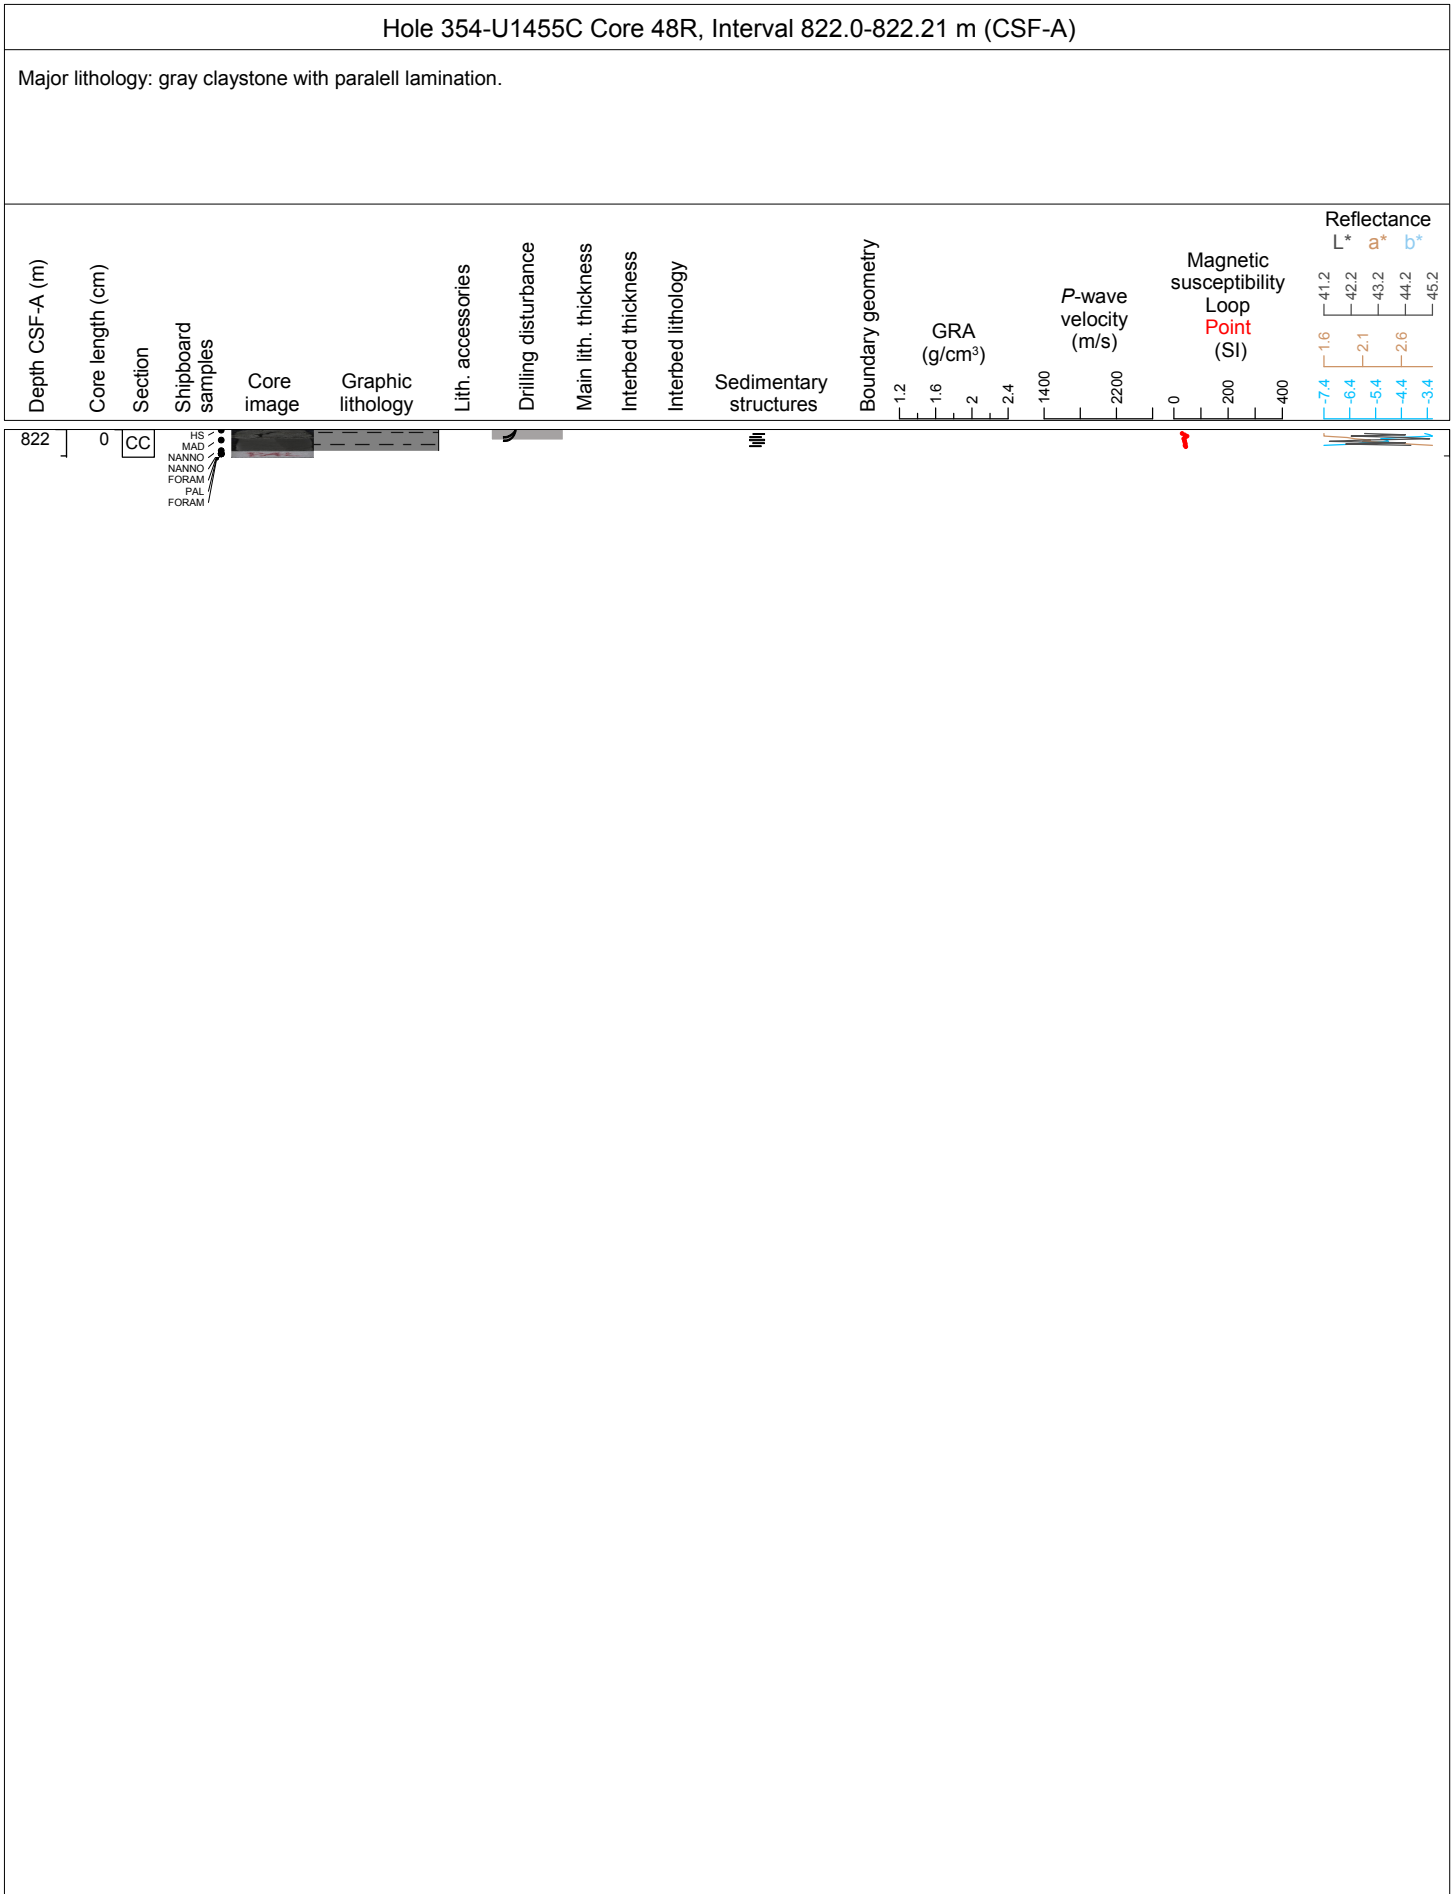 Hole 354-U1455C Core 48R, Interval 822.0-822.21 m (CSF-A)
Major lithology: gray claystone with paralell lamination.
Depth CSF-A (m)
Core length (cm)
Section
Shipboard
samples
Core
image
Graphic
lithology
Lith. accessories
Drilling disturbance
Main lith. thickness
Interbed thickness
Interbed lithology
Sedimentary
structures
Boundary geometry
GRA
(g/cm³)
1.2 1.6 2 2.4
P-wave
velocity
(m/s)
1400 2200
Magnetic
susceptibility
Loop
Point
(SI)
0 200 400
Reflectance
L* a* b*
41.2 42.2 43.2 44.2 45.2
1.6 2.1 2.6
-7.4 -6.4 -5.4 -4.4 -3.4
822 0 CC
HS
MAD
NANNO
NANNO
FORAM
PAL
FORAM